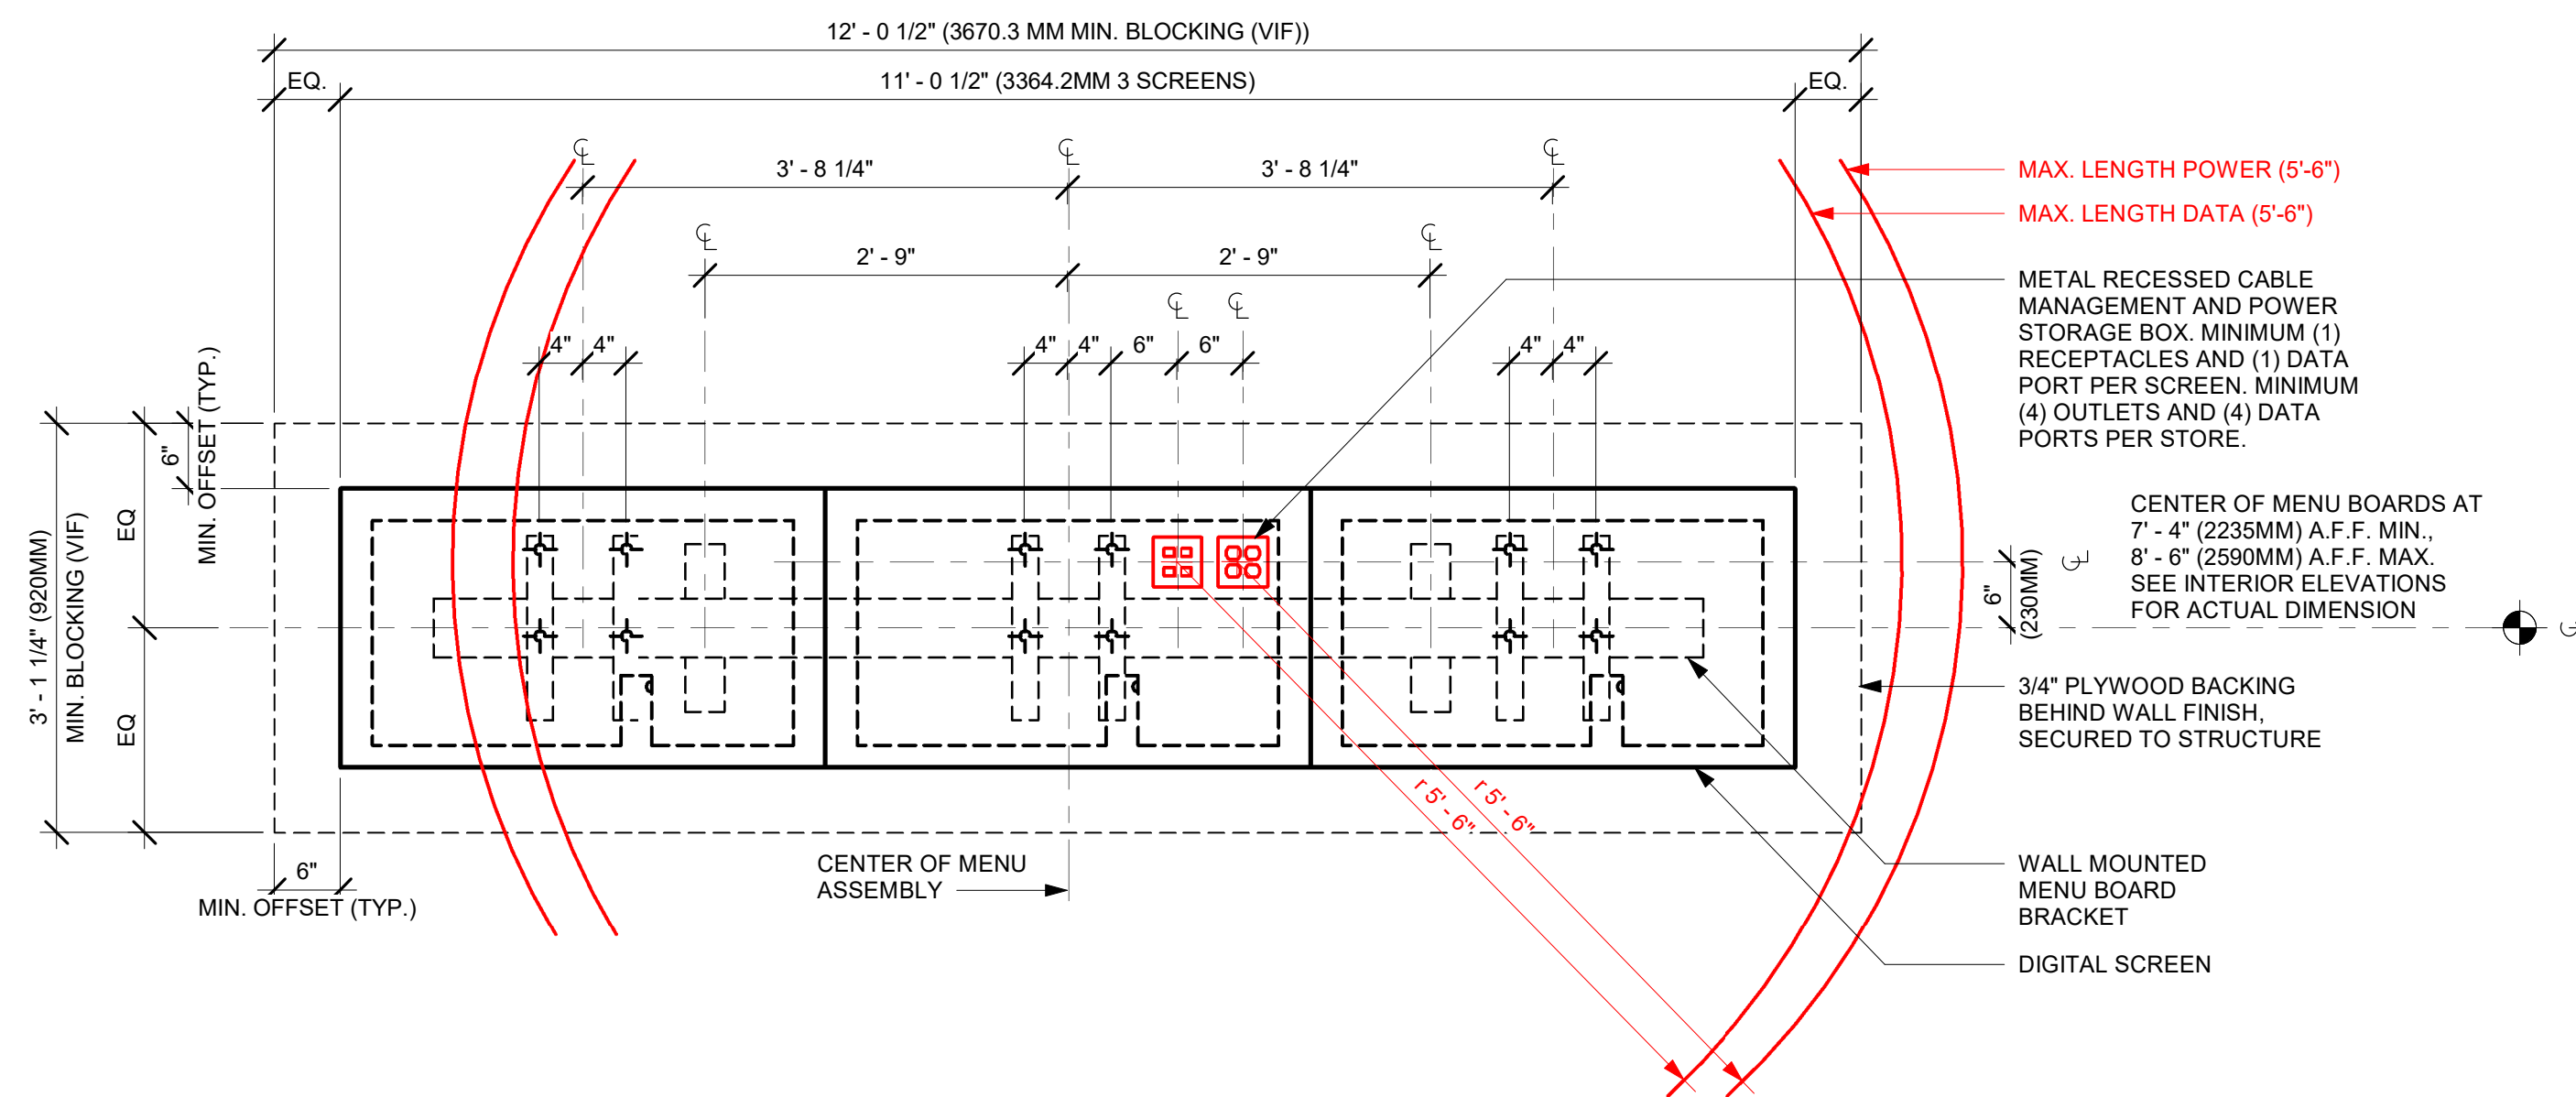 12' - 0 1/2" (3670.3 MM MIN. BLOCKING (VIF))
EQ.
11' - 0 1/2" (3364.2MM 3 SCREENS)
EQ.
3' - 8 1/4"
3' - 8 1/4"
2' - 9"
2' - 9"
4"
4"
4"
4"
6"
6"
4"
4"
MAX. LENGTH POWER (5'-6")
MAX. LENGTH DATA (5'-6")
METAL RECESSED CABLE
MANAGEMENT AND POWER
STORAGE BOX. MINIMUM (1)
RECEPTACLES AND (1) DATA
PORT PER SCREEN. MINIMUM
(4) OUTLETS AND (4) DATA
PORTS PER STORE.
CENTER OF MENU BOARDS AT
7' - 4" (2235MM) A.F.F. MIN.,
8' - 6" (2590MM) A.F.F. MAX.
SEE INTERIOR ELEVATIONS
FOR ACTUAL DIMENSION
6"
(230MM)
3/4" PLYWOOD BACKING
BEHIND WALL FINISH,
SECURED TO STRUCTURE
WALL MOUNTED
MENU BOARD
BRACKET
DIGITAL SCREEN
3' - 1 1/4" (920MM)
MIN. BLOCKING (VIF)
EQ
EQ
6"
MIN. OFFSET (TYP.)
6"
MIN. OFFSET (TYP.)
CENTER OF MENU
ASSEMBLY
r 5' - 6"
r 5' - 6"